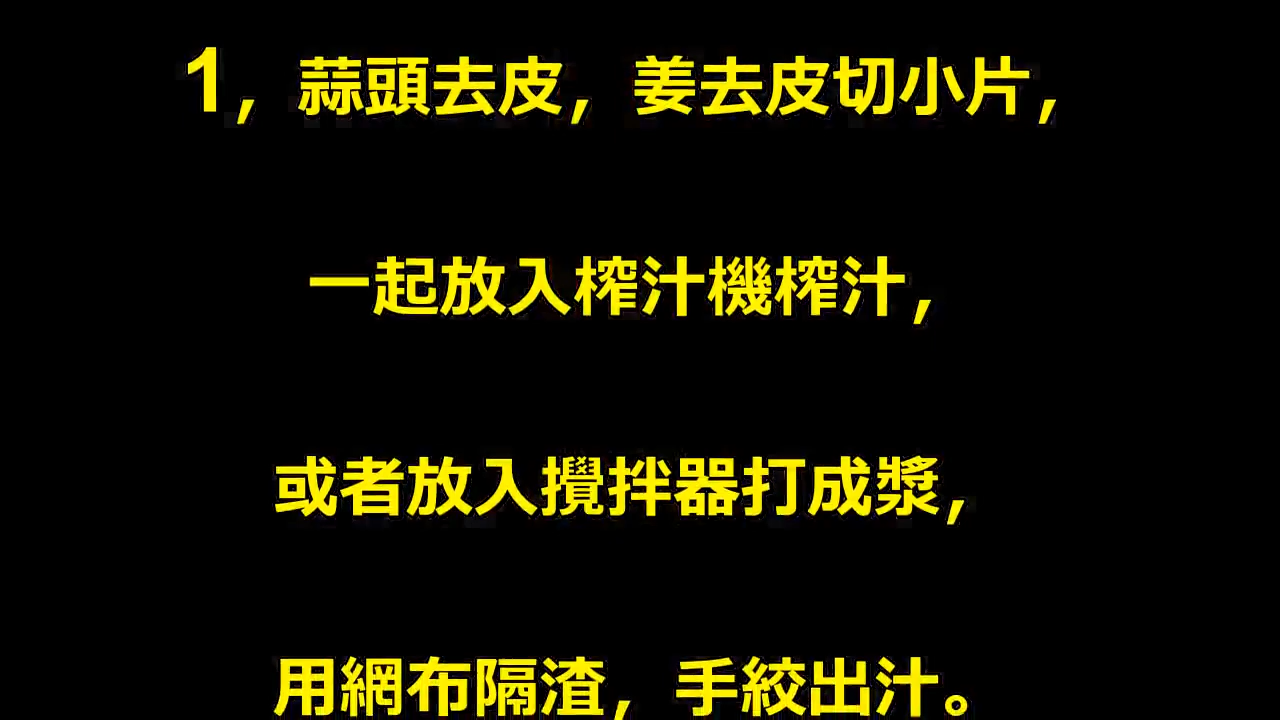 1，蒜頭去皮，姜去皮切小片，
一起放入榨汁機榨汁，
或者放入攪拌器打成漿，
用網布隔渣，手絞出汁。